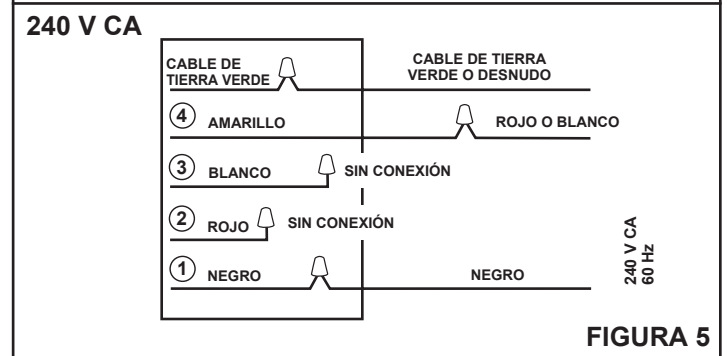 240 V CA
CABLE DE
TIERRA VERDE
CABLE DE TIERRA
VERDE O DESNUDO
4 AMARILLO
ROJO O BLANCO
3 BLANCO
SIN CONEXIÓN
2 ROJO
SIN CONEXIÓN
1 NEGRO
NEGRO
240 V CA
60 Hz
FIGURA 5